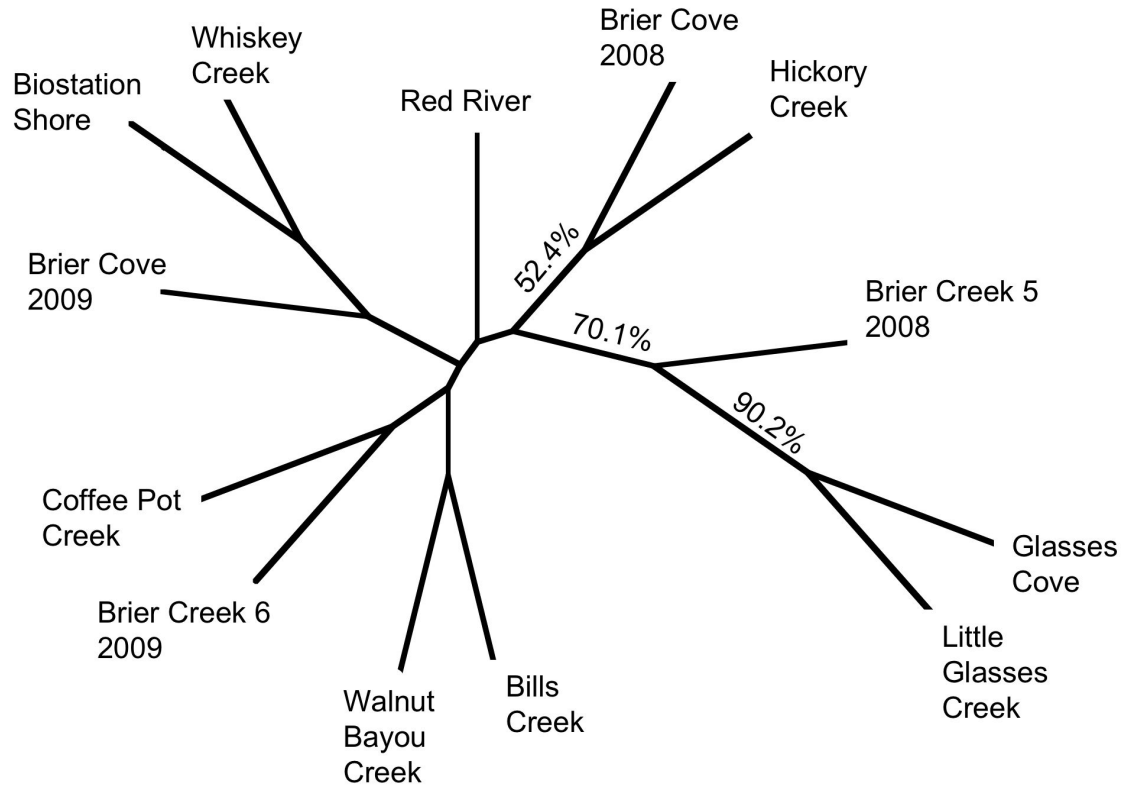 Brier Cove
2008
Whiskey
Creek
Hickory
Creek
Biostation
Shore
Red River
52.4%
Brier Cove
2009
Brier Creek 5
2008
70.1%
90.2%
Coffee Pot
Creek
Glasses
Cove
Brier Creek 6
2009
Little
Glasses
Creek
Walnut
Bayou
Creek
Bills
Creek